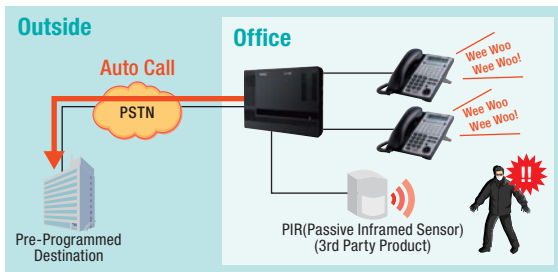 Outside
Office
Auto Call
PSTN
Wee Woo
Wee Woo!
Wee Woo
Wee Woo!
!!
PIR(Passive Inframed Sensor)
(3rd Party Product)
Pre-Programmed
Destination